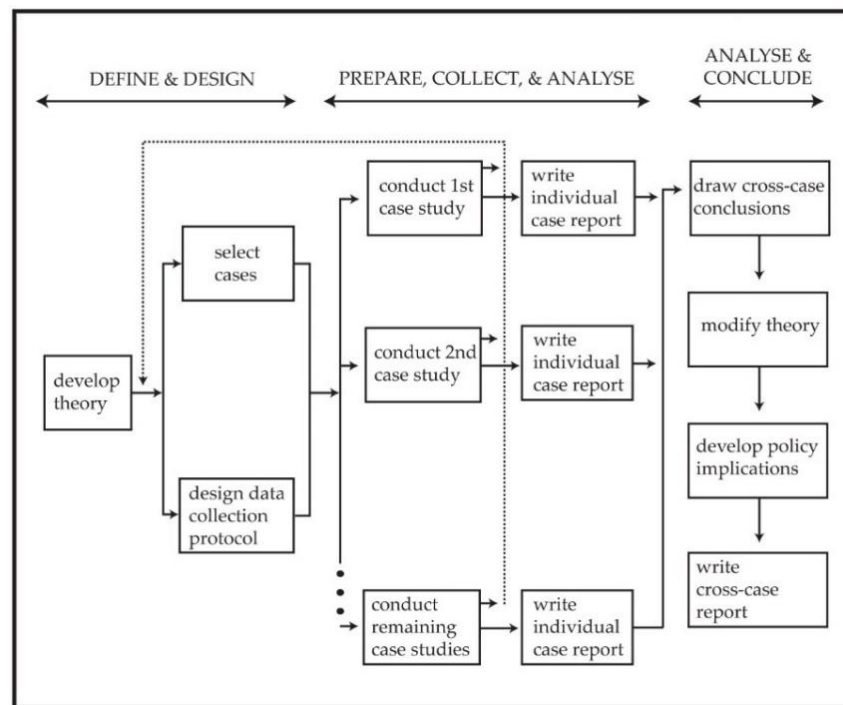 DEFINE & DESIGN
PREPARE, COLLECT, & ANALYSE
ANALYSE &
CONCLUDE
develop
theory
select
cases
design data
collection
protocol
conduct 1st
case study
write
individual
case report
conduct 2nd
case study
write
individual
case report
conduct
remaining
case studies
write
individual
case report
draw cross-case
conclusions
modify theory
develop policy
implications
write
cross-case
report